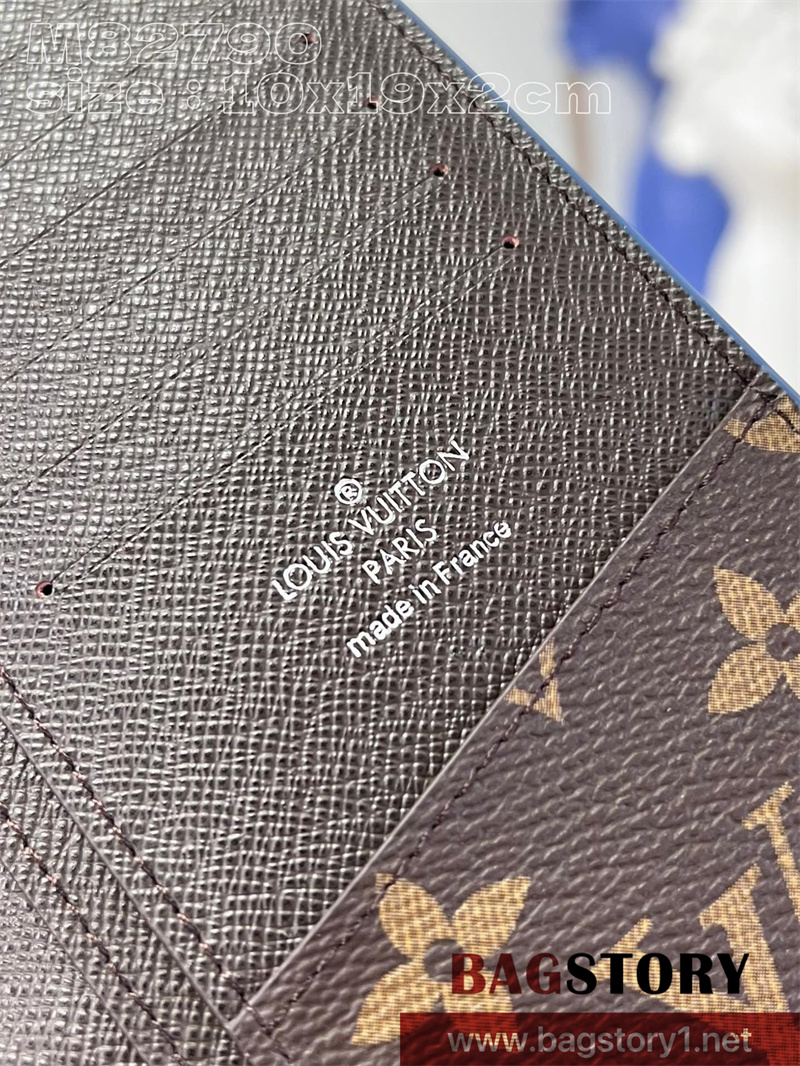 M82790
size : 10x19x2cm
®
LOUIS VUITTON
PARIS
made in France
BAGSTORY
www.bagstory1.net